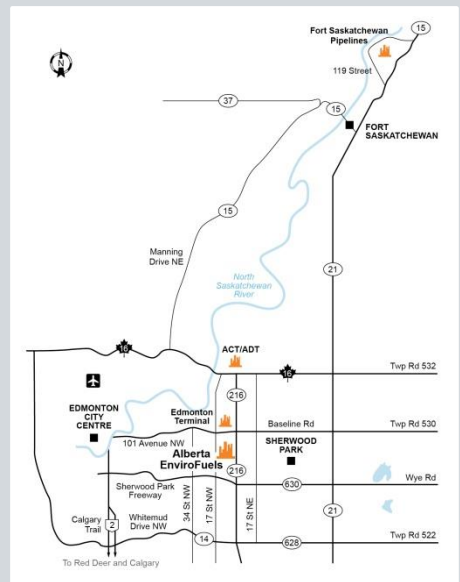 Fort Saskatchewan
Pipelines
15
119 Street
N
37
15
FORT
SASKATCHEWAN
15
Manning
Drive NE
21
North
Saskatchewan
River
ACT/ADT
16
16
Twp Rd 532
216
EDMONTON
CITY
CENTRE
Edmonton
Terminal
Baseline Rd
Twp Rd 530
101 Avenue NW
SHERWOOD
PARK
Alberta
EnviroFuels
216
Wye Rd
Sherwood Park
Freeway
630
34 St NW
17 St NW
17 St NE
Calgary
Trail
2
Whitemud
Drive NW
21
14
628
Twp Rd 522
To Red Deer and Calgary